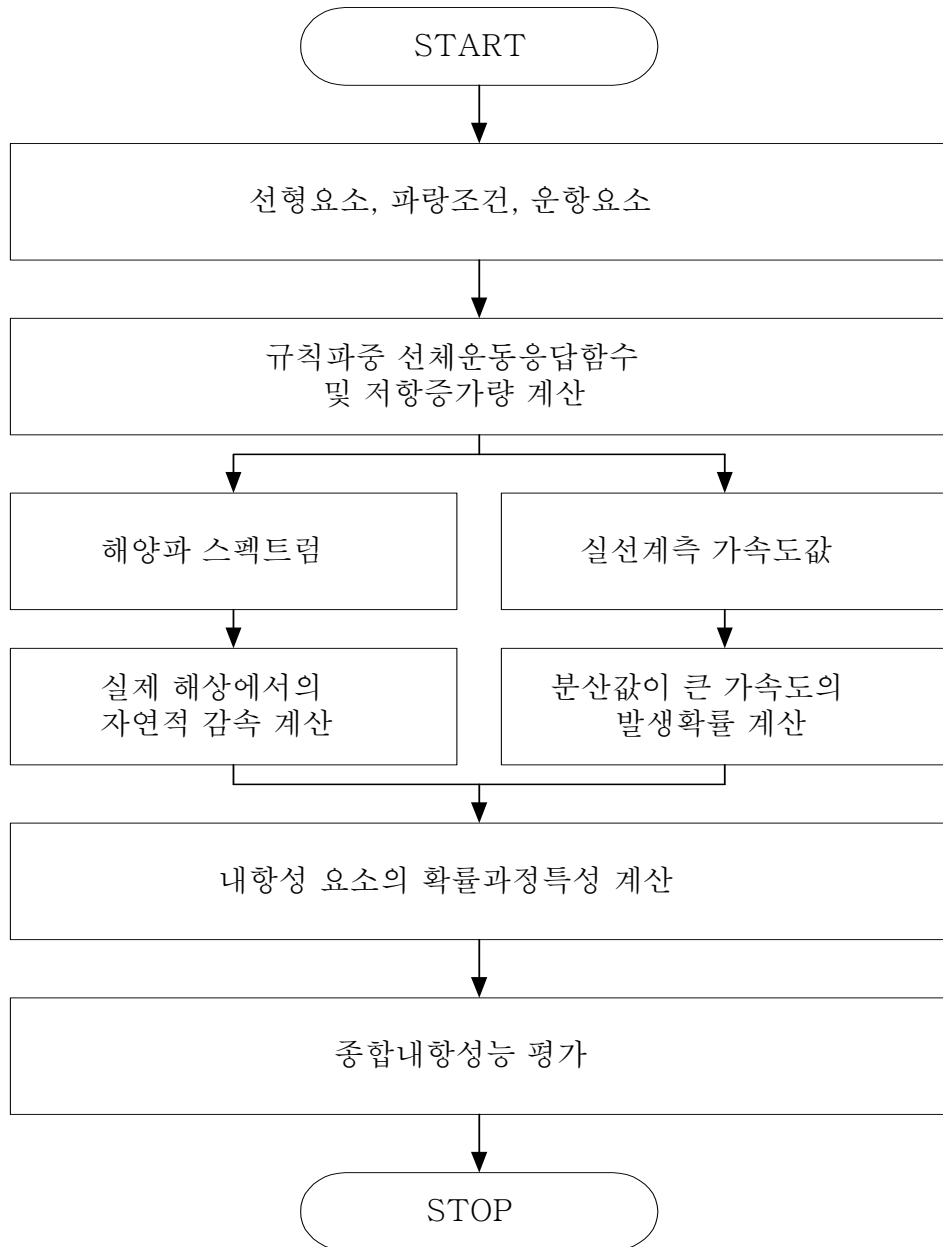 START
선형요소, 파랑조건, 운항요소
규칙파중 선체운동응답함수
및 저항증가량 계산
해양파 스펙트럼
실선계측 가속도값
실제 해상에서의
자연적 감속 계산
분산값이 큰 가속도의
발생확률 계산
내항성 요소의 확률과정특성 계산
종합내항성능 평가
STOP